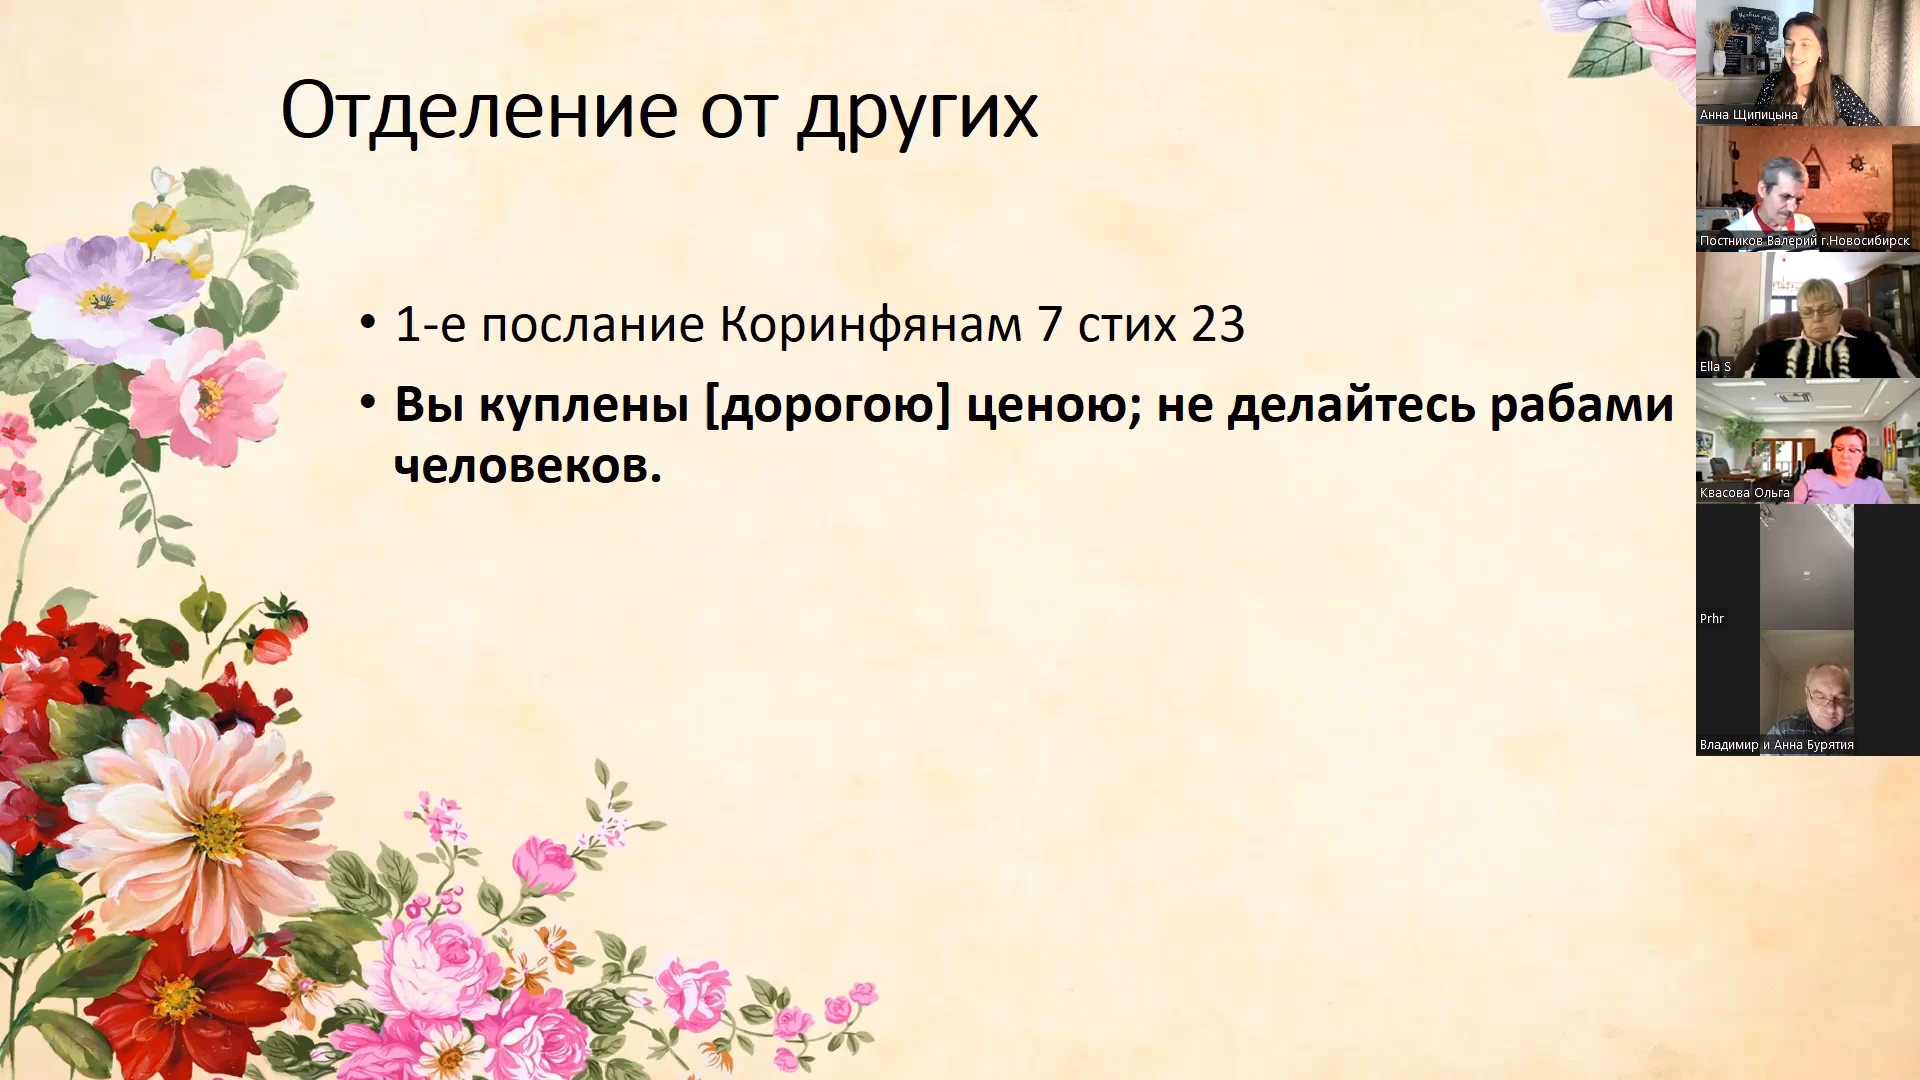 Отделение от других
• 1-е послание Коринфянам 7 стих 23
• Вы куплены [дорогою] ценою; не делайтесь рабами
человеков.
Анна Щипицына
Постников Валерий г.Новосибирск
Ella S
Квасова Ольга
Prhr
Владимир и Анна Бурятия